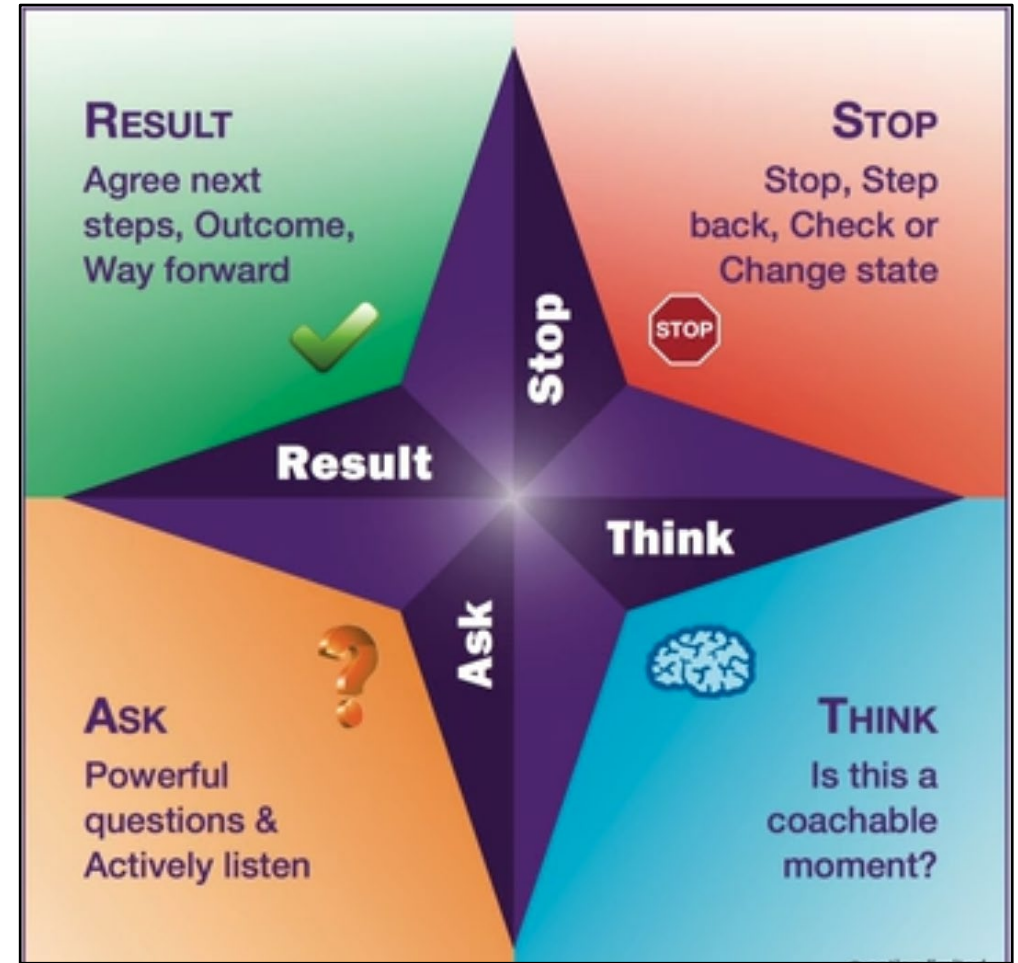 RESULT
Agree next
steps, Outcome,
Way forward
STOP
Stop, Step
back, Check or
Change state
STOP
Stop
Result
Think
Ask
ASK
Powerful
questions &
Actively listen
THINK
Is this a
coachable
moment?